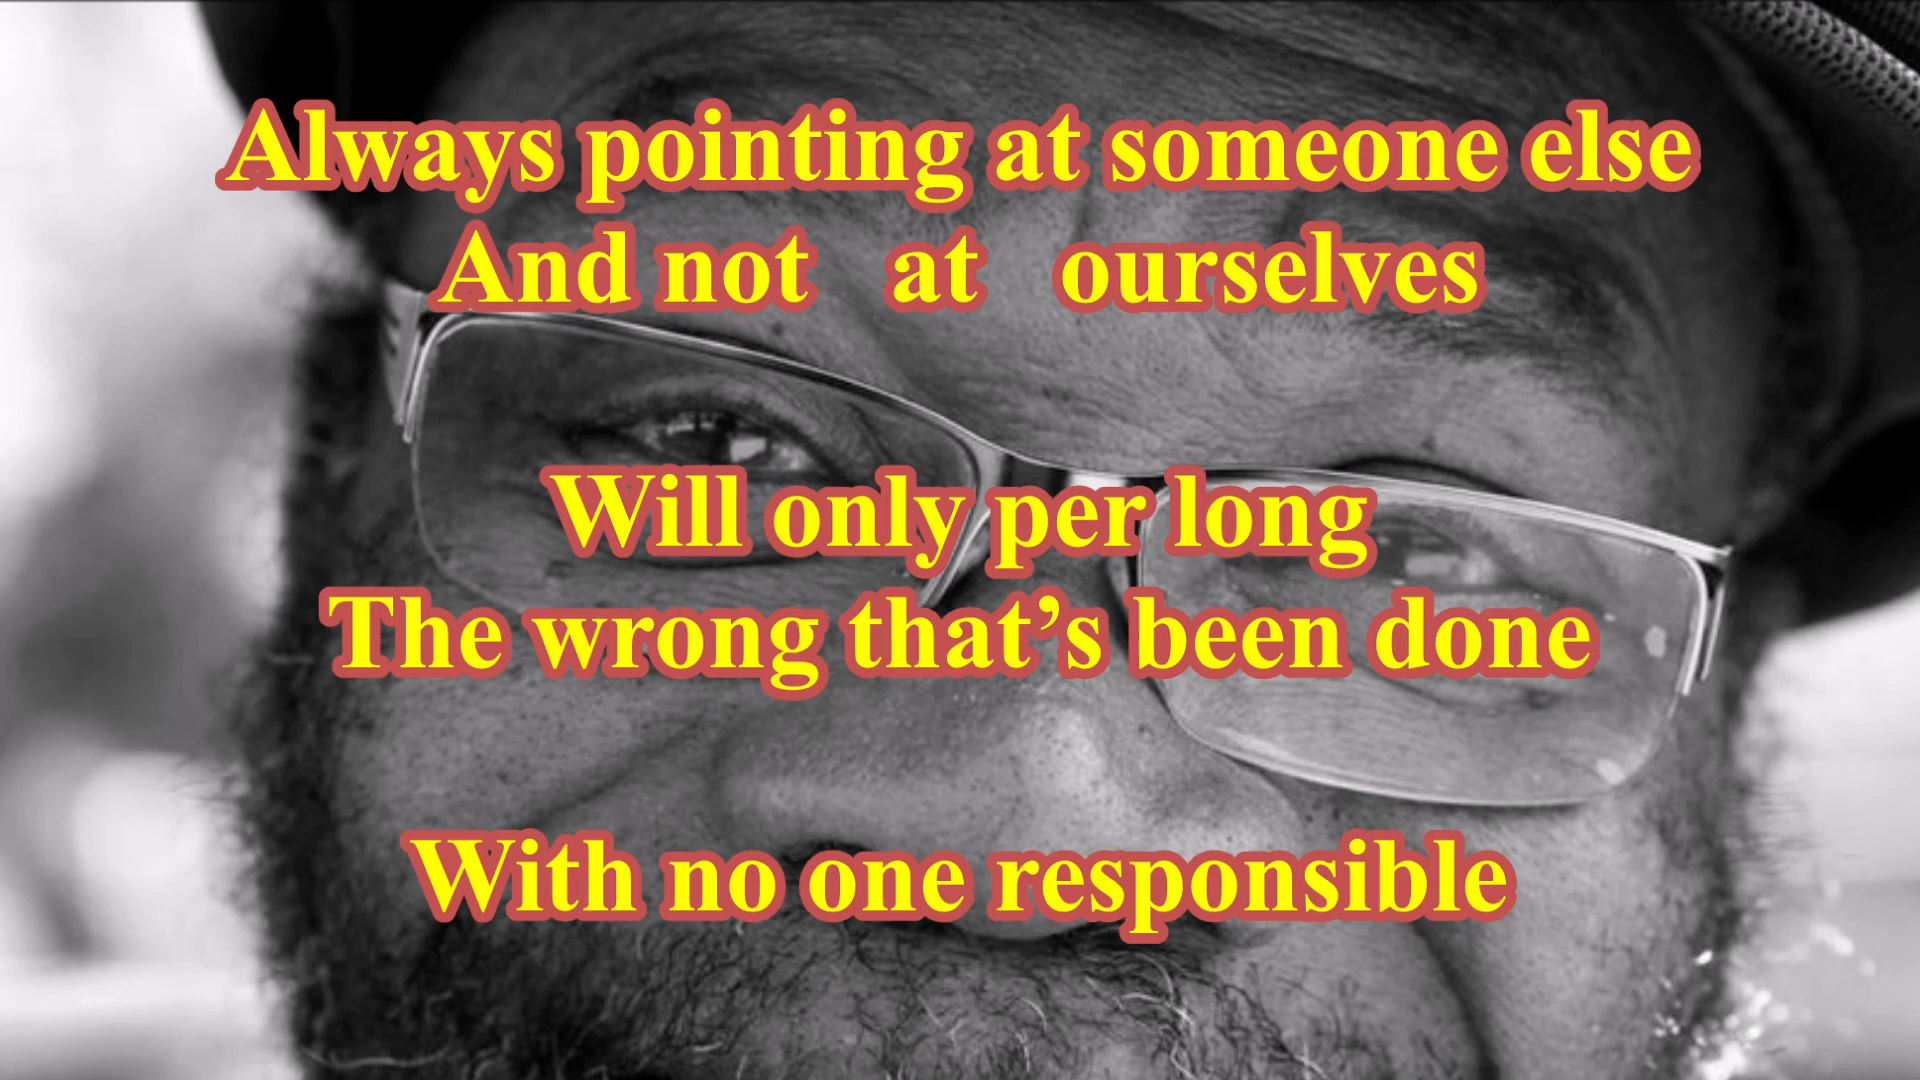 Always pointing at someone else
And not at ourselves
Will only per long
The wrong that’s been done
With no one responsible